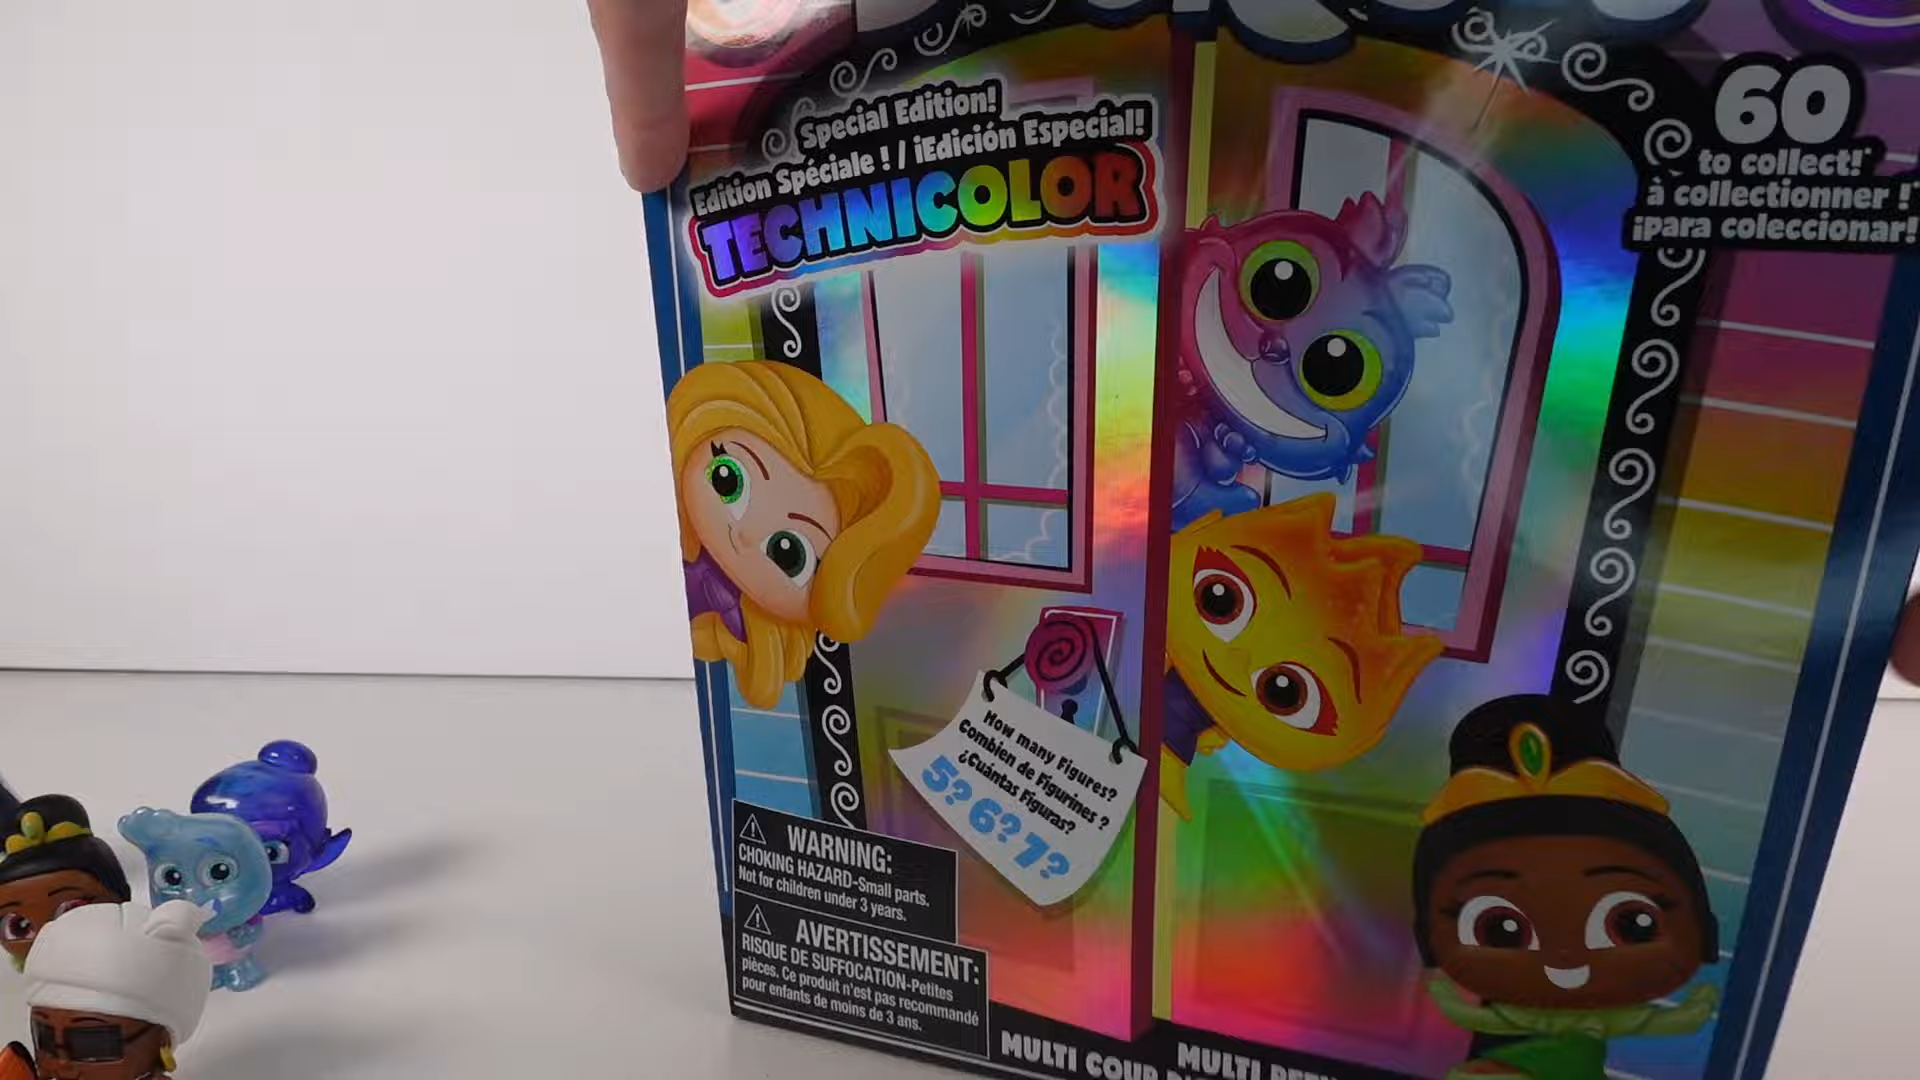 Special Edition!
Edition Spéciale ! / ¡Edición Especial!
TECHNICOLOR
60
to collect!*
à collectionner !*
¡para coleccionar!
How many Figures?
Combien de Figurines ?
¿Cuántas Figuras?
5? 6? 7?
WARNING:
CHOKING HAZARD-Small parts.
Not for children under 3 years.
AVERTISSEMENT:
RISQUE DE SUFFOCATION-Petites
pièces. Ce produit n'est pas recommandé
pour enfants de moins de 3 ans.
MULTI
MULTI